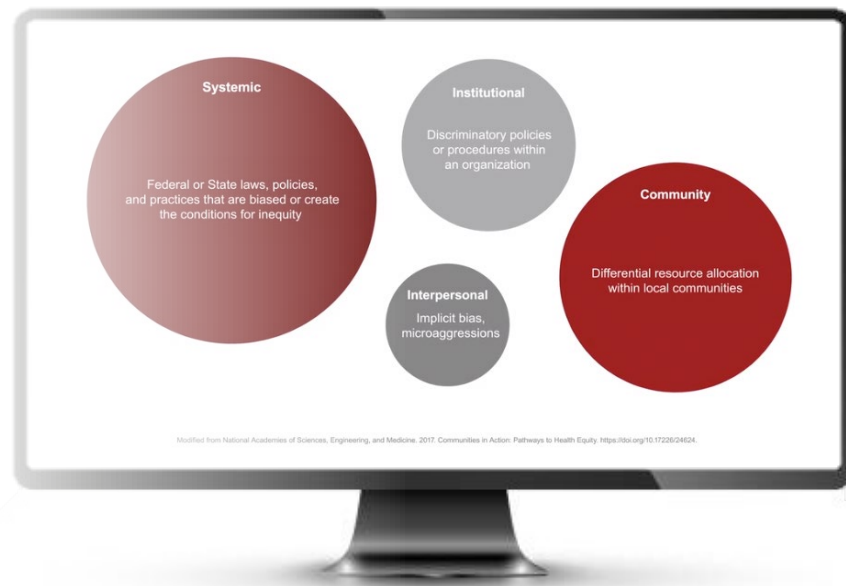 Systemic
Federal or State laws, policies,
and practices that are biased or create
the conditions for inequity
Institutional
Discriminatory policies
or procedures within
an organization
Community
Differential resource allocation
within local communities
Interpersonal
Implicit bias,
microaggressions
Modified from National Academies of Sciences, Engineering, and Medicine. 2017. Communities in Action: Pathways to Health Equity. https://doi.org/10.17226/24624.